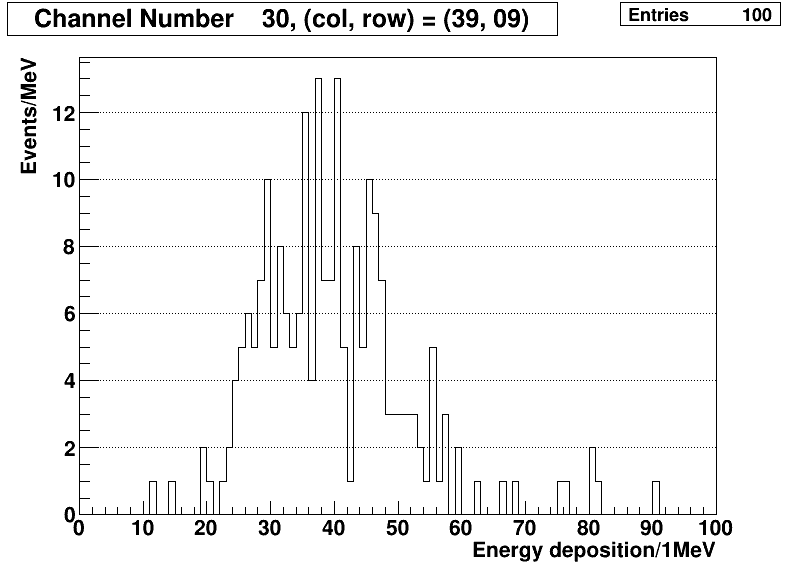 Channel Number 30, (col, row) = (39, 09)
Entries 100
Events/MeV
12
10
8
6
4
2
0
0 10 20 30 40 50 60 70 80 90 100
Energy deposition/1MeV